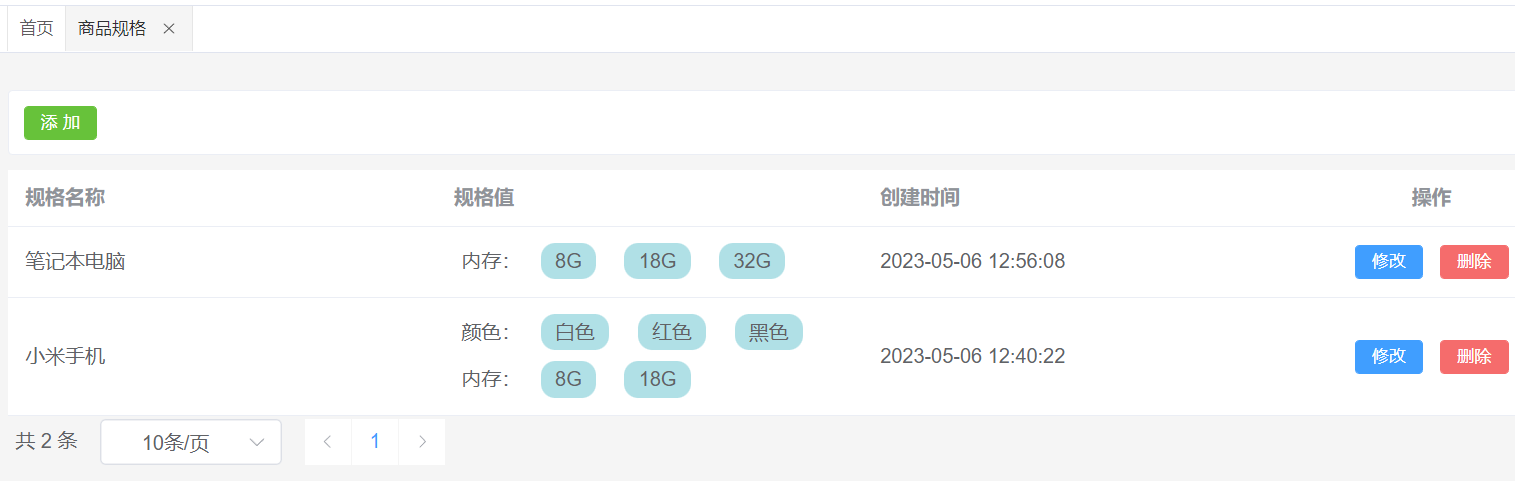 首页 商品规格
添 加
规格名称 规格值 创建时间 操作
笔记本电脑 内存： 8G 18G 32G 2023-05-06 12:56:08 修改 删除
颜色： 白色 红色 黑色
小米手机 2023-05-06 12:40:22 修改 删除
内存： 8G 18G
共 2 条 10条/页 1